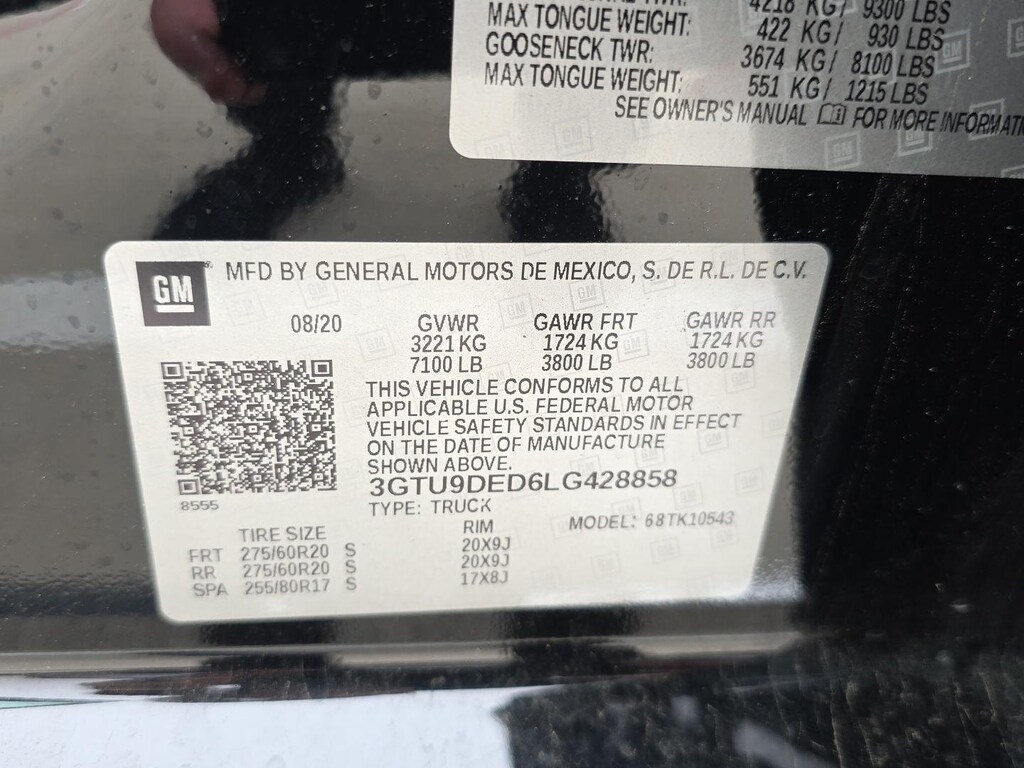 4218 KG/ 9300 LBS
MAX TONGUE WEIGHT: 422 KG/ 930 LBS
GOOSENECK TWR: 3674 KG/ 8100 LBS
MAX TONGUE WEIGHT: 551 KG/ 1215 LBS
SEE OWNER'S MANUAL FOR MORE INFORMATI
GM MFD BY GENERAL MOTORS DE MEXICO, S. DE R.L. DE C.V.
08/20 GVWR GAWR FRT GAWR RR
3221 KG 1724 KG 1724 KG
7100 LB 3800 LB 3800 LB
THIS VEHICLE CONFORMS TO ALL
APPLICABLE U.S. FEDERAL MOTOR
VEHICLE SAFETY STANDARDS IN EFFECT
ON THE DATE OF MANUFACTURE
SHOWN ABOVE.
3GTU9DED6LG428858
8555
TYPE: TRUCK
MODEL: 68TK10543
TIRE SIZE RIM
FRT 275/60R20 S 20X9J
RR 275/60R20 S 20X9J
SPA 255/80R17 S 17X8J